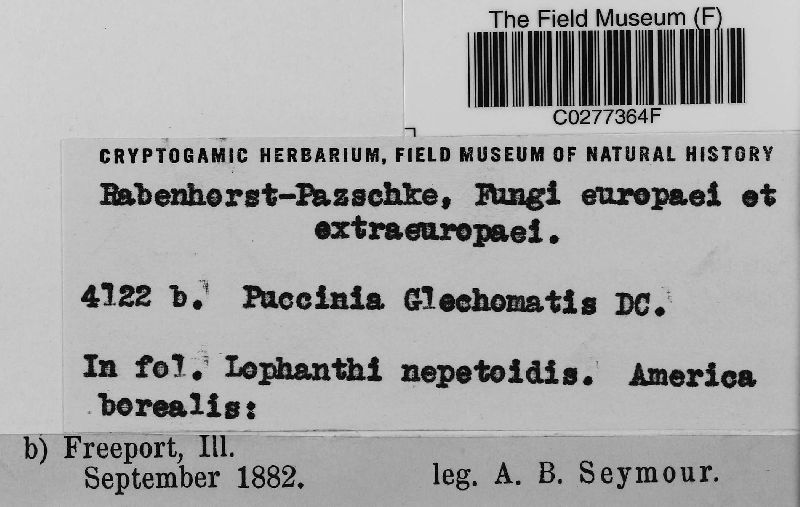 The Field Museum (F)
C0277364F
CRYPTOGAMIC HERBARIUM, FIELD MUSEUM OF NATURAL HISTORY
Rabenhorst-Pazschke, Fungi europaei et
extraeuropaei.
4122 b. Puccinia Glechomatis DC.
In fol. Lophanthi nepetoidis. America
borealis:
b) Freeport, Ill.
September 1882. leg. A. B. Seymour.